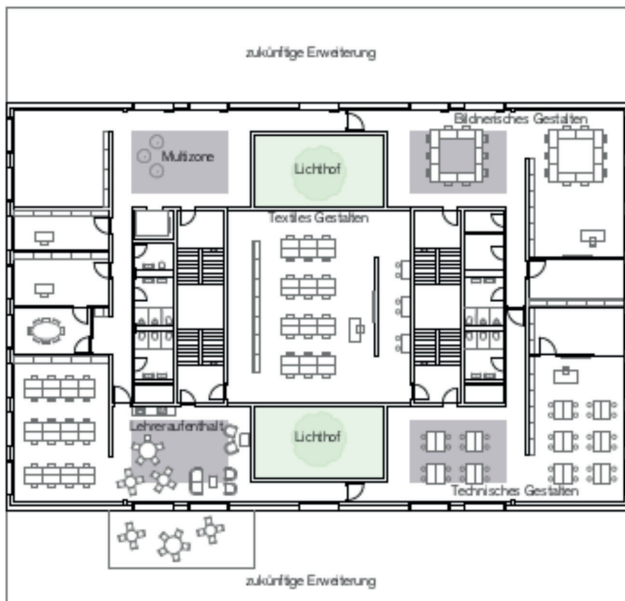 zukünftige Erweiterung
Bildnerisches Gestalten
Multizone
Lichthof
Textiles Gestalten
Lehreraufenthalt
Lichthof
Technisches Gestalten
zukünftige Erweiterung